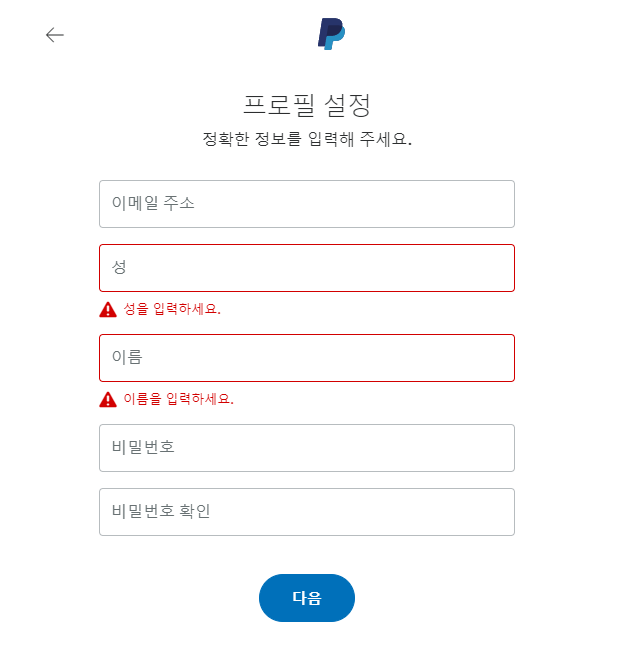 프로필 설정
정확한 정보를 입력해 주세요.
이메일 주소
성
성을 입력하세요.
이름
이름을 입력하세요.
비밀번호
비밀번호 확인
다음